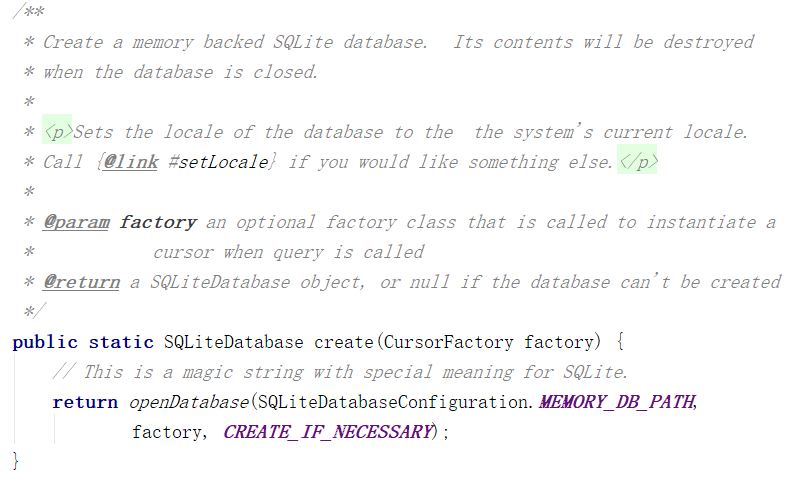 /**
 * Create a memory backed SQLite database.  Its contents will be destroyed
 * when the database is closed.
 *
 * <p>Sets the locale of the database to the  the system's current locale.
 * Call {@link #setLocale} if you would like something else.</p>
 *
 * @param factory an optional factory class that is called to instantiate a
 *            cursor when query is called
 * @return a SQLiteDatabase object, or null if the database can't be created
 */
public static SQLiteDatabase create(CursorFactory factory) {
    // This is a magic string with special meaning for SQLite.
    return openDatabase(SQLiteDatabaseConfiguration.MEMORY_DB_PATH,
            factory, CREATE_IF_NECESSARY);
}